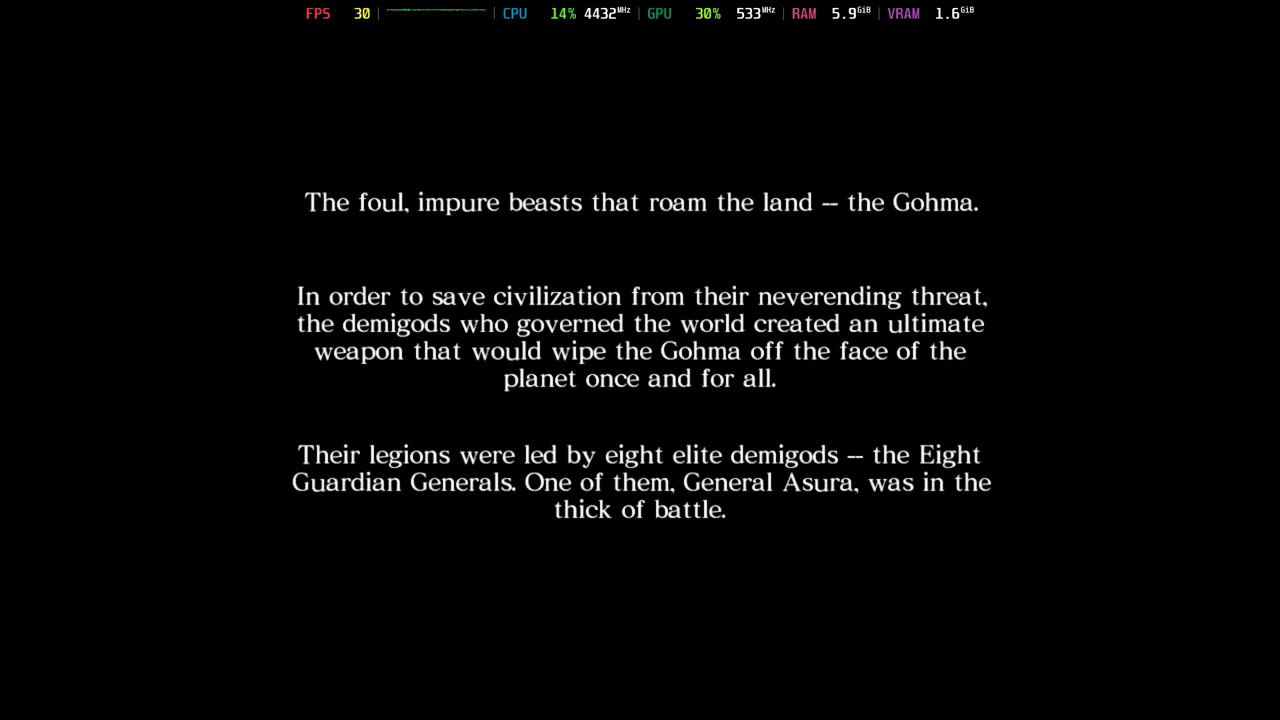 FPS 30 | CPU 14% 4432MHz | GPU 30% 533MHz | RAM 5.9GiB | VRAM 1.6GiB
The foul, impure beasts that roam the land -- the Gohma.
In order to save civilization from their neverending threat,
the demigods who governed the world created an ultimate
weapon that would wipe the Gohma off the face of the
planet once and for all.
Their legions were led by eight elite demigods -- the Eight
Guardian Generals. One of them, General Asura, was in the
thick of battle.